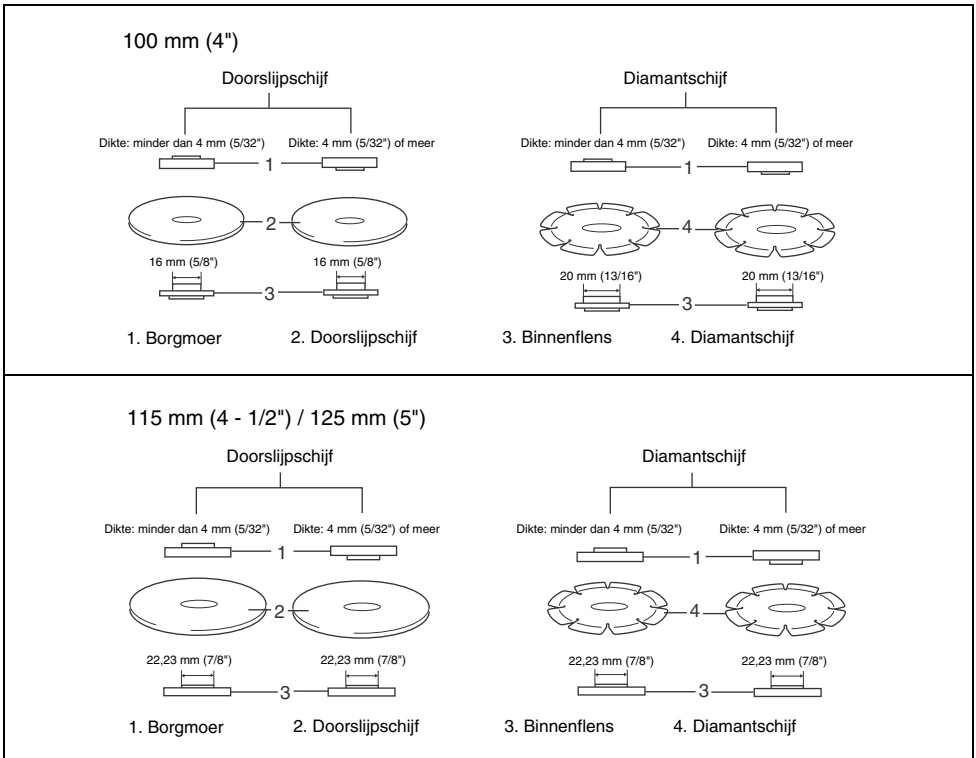 100 mm (4")
Doorslijpschijf Diamantschijf
Dikte: minder dan 4 mm (5/32") Dikte: 4 mm (5/32") of meer Dikte: minder dan 4 mm (5/32") Dikte: 4 mm (5/32") of meer
1 1
2 4
16 mm (5/8") 16 mm (5/8") 20 mm (13/16") 20 mm (13/16")
3 3
1. Borgmoer 2. Doorslijpschijf 3. Binnenflens 4. Diamantschijf
115 mm (4 - 1/2") / 125 mm (5")
Doorslijpschijf Diamantschijf
Dikte: minder dan 4 mm (5/32") Dikte: 4 mm (5/32") of meer Dikte: minder dan 4 mm (5/32") Dikte: 4 mm (5/32") of meer
1 1
2 4
22,23 mm (7/8") 22,23 mm (7/8") 22,23 mm (7/8") 22,23 mm (7/8")
3 3
1. Borgmoer 2. Doorslijpschijf 3. Binnenflens 4. Diamantschijf